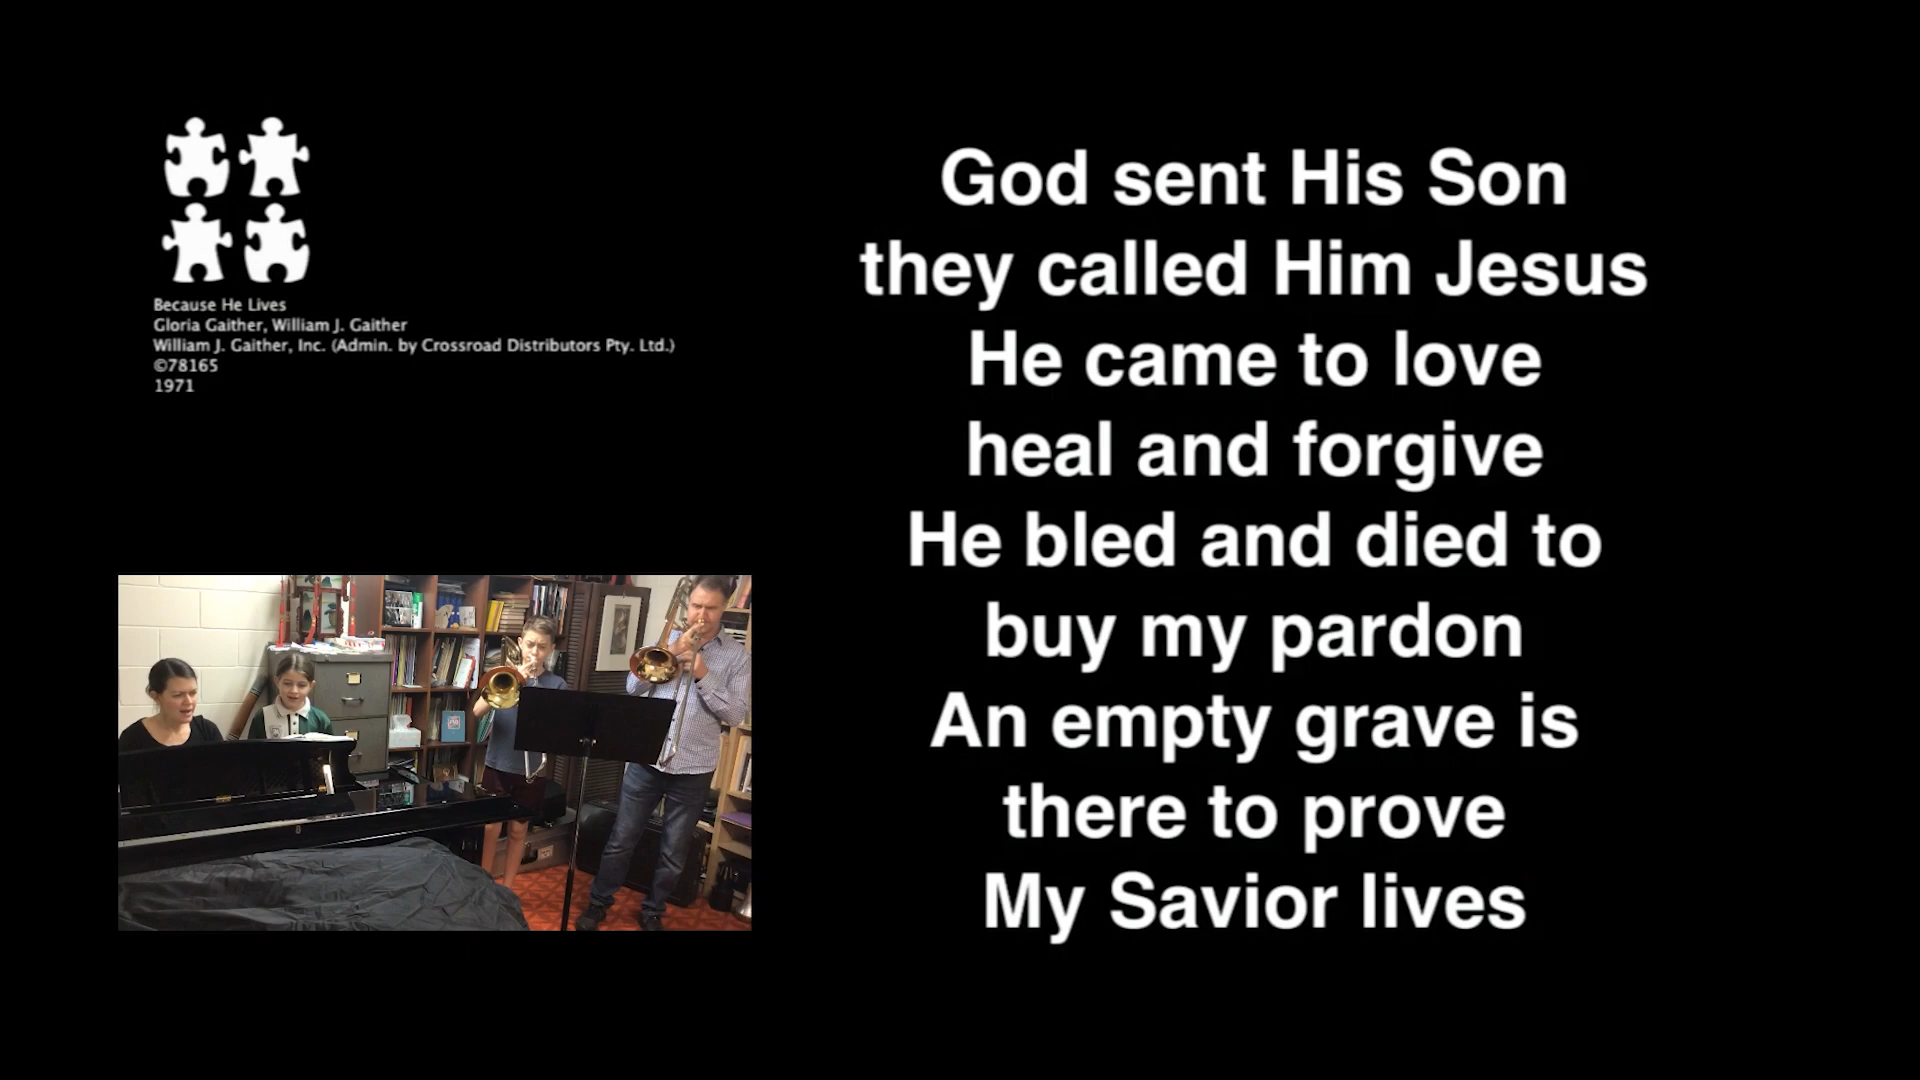 Because He Lives
Gloria Gaither, William J. Gaither
William J. Gaither, Inc. (Admin. by Crossroad Distributors Pty. Ltd.)
©78165
1971
God sent His Son
they called Him Jesus
He came to love
heal and forgive
He bled and died to
buy my pardon
An empty grave is
there to prove
My Savior lives